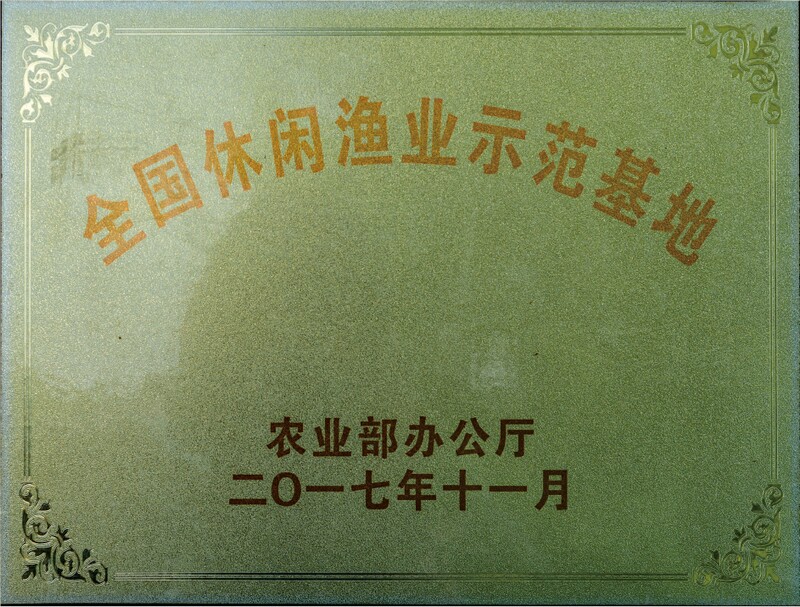 全国休闲渔业示范基地
农业部办公厅
二O一七年十一月